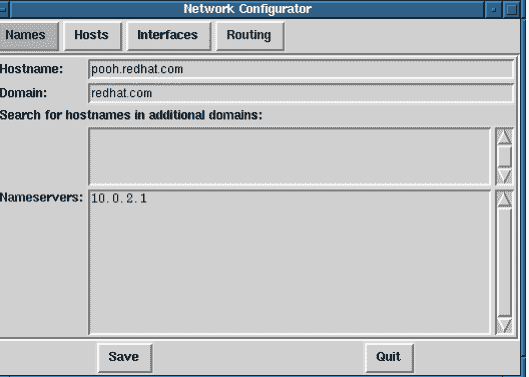 Network Configurator
Names Hosts Interfaces Routing
Hostname: pooh.redhat.com
Domain: redhat.com
Search for hostnames in additional domains:
Nameservers: 10.0.2.1
Save Quit